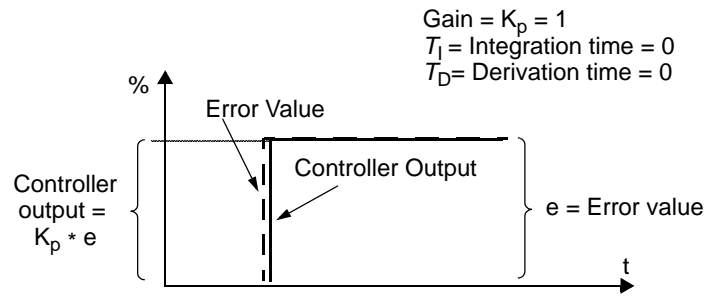 Gain = Kp = 1
TI = Integration time = 0
TD= Derivation time = 0
%
Error Value
Controller Output
Controller
output =
Kp * e
e = Error value
t